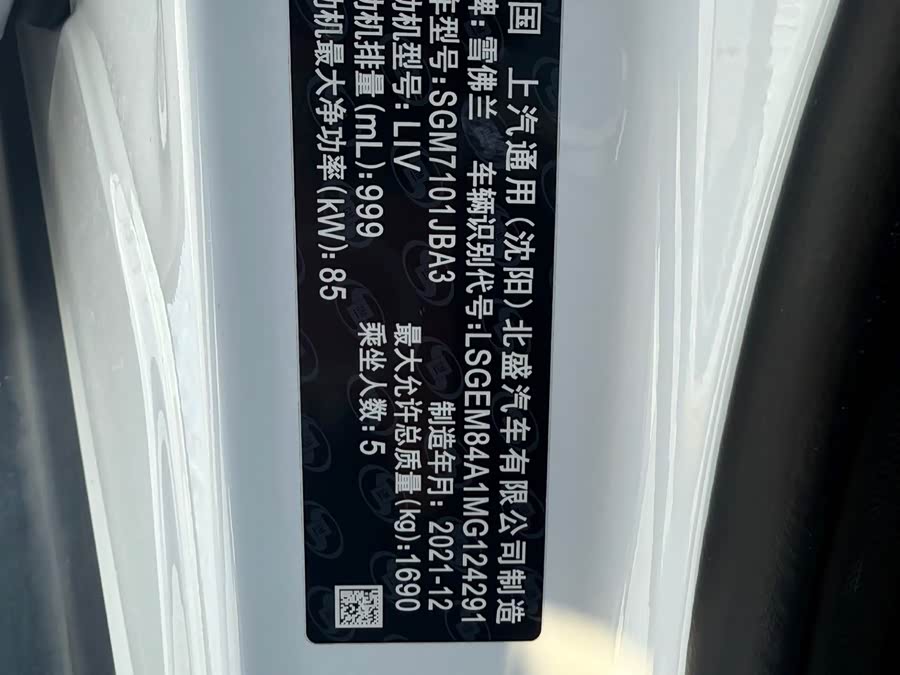 国 上汽通用(沈阳)北盛汽车有限公司制造
牌:雪佛兰 车辆识别代号:LSGEM84A1MG124291
车型号:SGM7101JBA3 制造年月: 2021-12
动机型号: LIV 最大允许总质量(kg):1690
动机排量(mL):999 乘坐人数:5
动机最大净功率(kW): 85